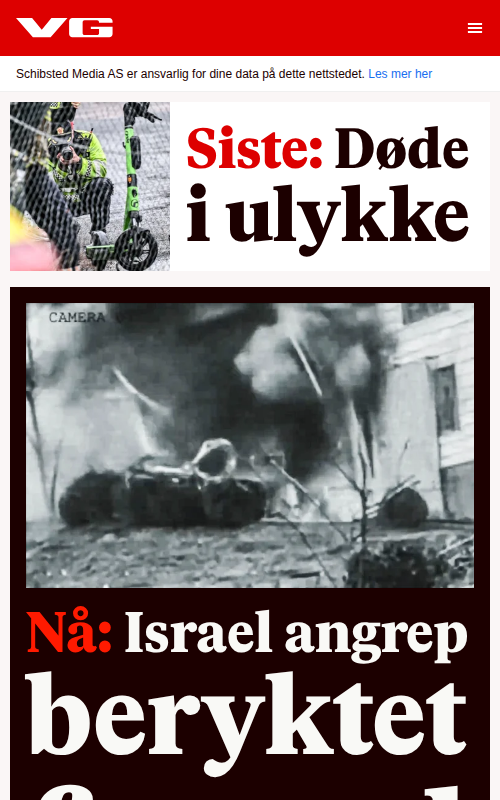 VG
Schibsted Media AS er ansvarlig for dine data på dette nettstedet. Les mer her
Siste: Døde
i ulykke
CAMERA
Nå: Israel angrep
beryktet